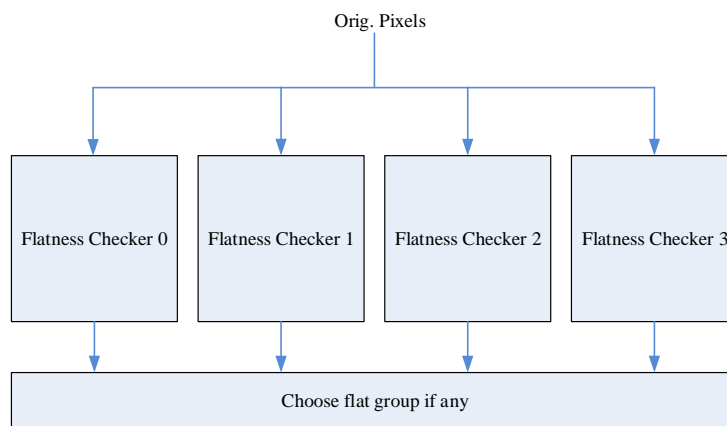 Orig. Pixels
Flatness Checker 0
Flatness Checker 1
Flatness Checker 2
Flatness Checker 3
Choose flat group if any